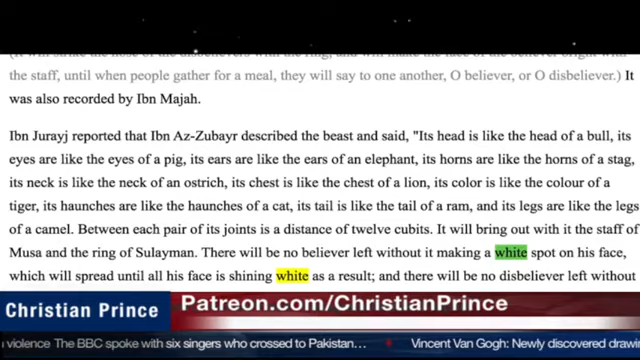 (It will strike the nose of the disbelievers with the ring, and will make the face of the believer bright with
the staff, until when people gather for a meal, they will say to one another, O believer, or O disbeliever.) It
was also recorded by Ibn Majah.
Ibn Jurayj reported that Ibn Az-Zubayr described the beast and said, "Its head is like the head of a bull, its
eyes are like the eyes of a pig, its ears are like the ears of an elephant, its horns are like the horns of a stag,
its neck is like the neck of an ostrich, its chest is like the chest of a lion, its color is like the colour of a
tiger, its haunches are like the haunches of a cat, its tail is like the tail of a ram, and its legs are like the legs
of a camel. Between each pair of its joints is a distance of twelve cubits. It will bring out with it the staff of
Musa and the ring of Sulayman. There will be no believer left without it making a white spot on his face,
which will spread until all his face is shining white as a result; and there will be no disbeliever left without
Christian Prince
Patreon.com/ChristianPrince
violence The BBC spoke with six singers who crossed to Pakistan... Vincent Van Gogh: Newly discovered drawin